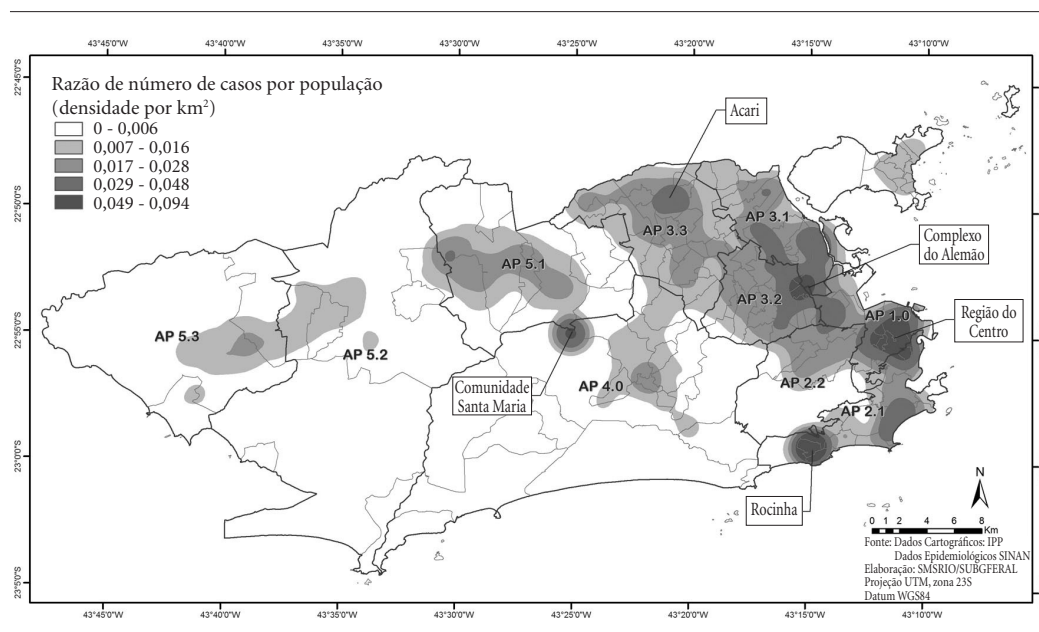 43°45'0"W 43°40'0"W 43°35'0"W 43°30'0"W 43°25'0"W 43°20'0"W 43°15'0"W 43°10'0"W
22°45'0"S
22°50'0"S
22°55'0"S
23°0'0"S
23°5'0"S
Razão de número de casos por população
(densidade por km²)
0 - 0,006
0,007 - 0,016
0,017 - 0,028
0,029 - 0,048
0,049 - 0,094
Acari
AP 3.1
AP 3.3
Complexo
do Alemão
AP 5.1
AP 3.2
AP 1.0
Região do
Centro
AP 5.3
AP 5.2
Comunidade
Santa Maria
AP 4.0
AP 2.2
AP 2.1
Rocinha
N
0 1 2 4 6 8
Km
Fonte: Dados Cartográficos: IPP
Dados Epidemiológicos SINAN
Elaboração: SMSRIO/SUBGFERAL
Projeção UTM, zona 23S
Datum WGS84
43°45'0"W 43°40'0"W 43°35'0"W 43°30'0"W 43°25'0"W 43°20'0"W 43°15'0"W 43°10'0"W